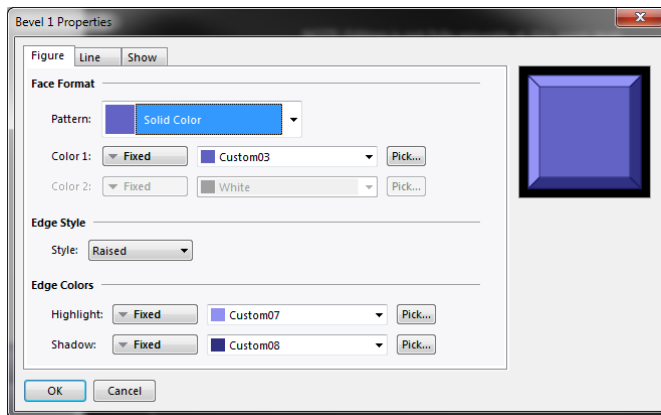 Bevel 1 Properties
Figure Line Show
Face Format
Pattern: Solid Color
Color 1: Fixed Custom03 Pick...
Color 2: Fixed White Pick...
Edge Style
Style: Raised
Edge Colors
Highlight: Fixed Custom07 Pick...
Shadow: Fixed Custom08 Pick...
OK Cancel